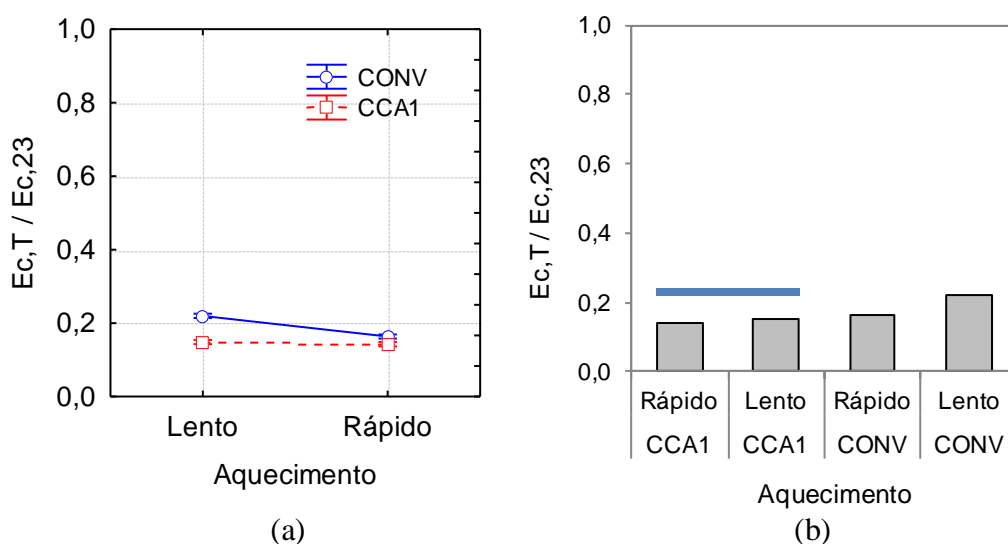 1,0
0,8
0,6
0,4
0,2
0,0
Ec,T / Ec,23
CONV
CCA1
Lento Rápido
Aquecimento
(a)
1,0
0,8
0,6
0,4
0,2
0,0
Ec,T / Ec,23
Rápido Lento Rápido Lento
CCA1 CCA1 CONV CONV
Aquecimento
(b)